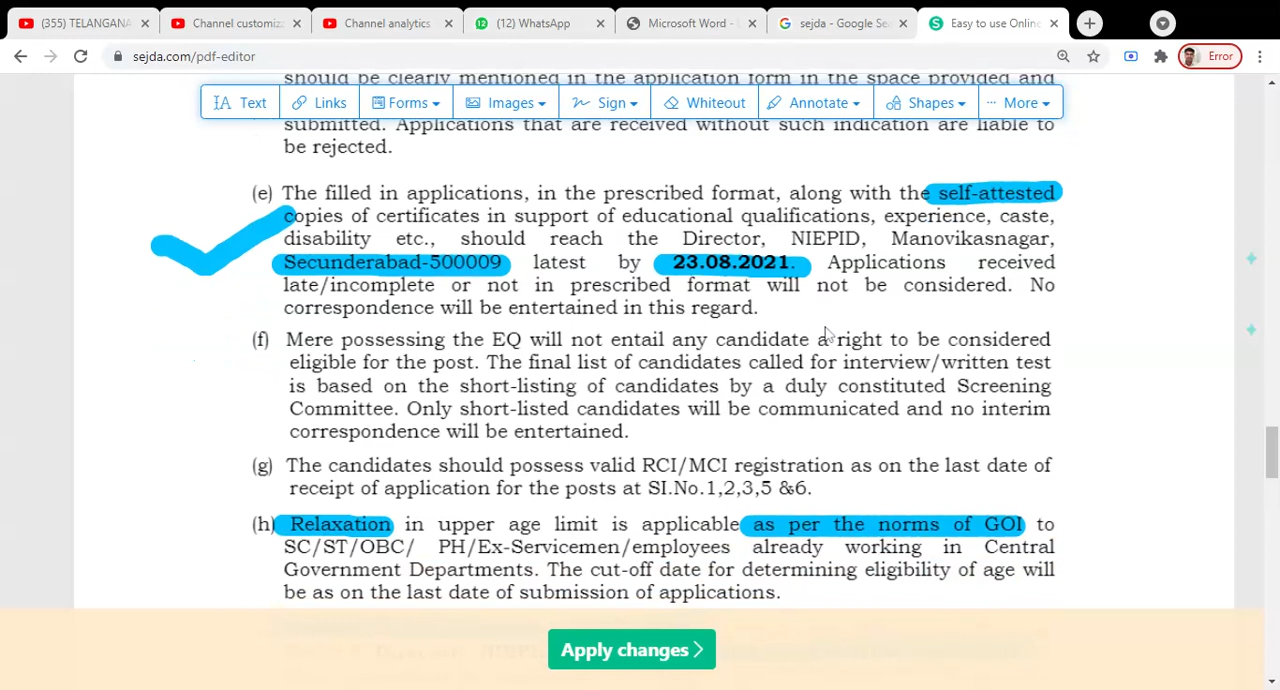 (355) TELANGANA
Channel customiz
Channel analytics
(12) WhatsApp
Microsoft Word -
sejda - Google Se
Easy to use Online
sejda.com/pdf-editor
Error
should be clearly mentioned in the application form in the space provided and
Text
Links
Forms
Images
Sign
Whiteout
Annotate
Shapes
More
submitted. Applications that are received without such indication are liable to
be rejected.
(e) The filled in applications, in the prescribed format, along with the self-attested
copies of certificates in support of educational qualifications, experience, caste,
disability etc., should reach the Director, NIEPID, Manovikasnagar,
Secunderabad-500009 latest by 23.08.2021. Applications received
late/incomplete or not in prescribed format will not be considered. No
correspondence will be entertained in this regard.
(f) Mere possessing the EQ will not entail any candidate a right to be considered
eligible for the post. The final list of candidates called for interview/written test
is based on the short-listing of candidates by a duly constituted Screening
Committee. Only short-listed candidates will be communicated and no interim
correspondence will be entertained.
(g) The candidates should possess valid RCI/MCI registration as on the last date of
receipt of application for the posts at SI.No.1,2,3,5 &6.
(h) Relaxation in upper age limit is applicable as per the norms of GOI to
SC/ST/OBC/ PH/Ex-Servicemen/employees already working in Central
Government Departments. The cut-off date for determining eligibility of age will
be as on the last date of submission of applications.
Apply changes